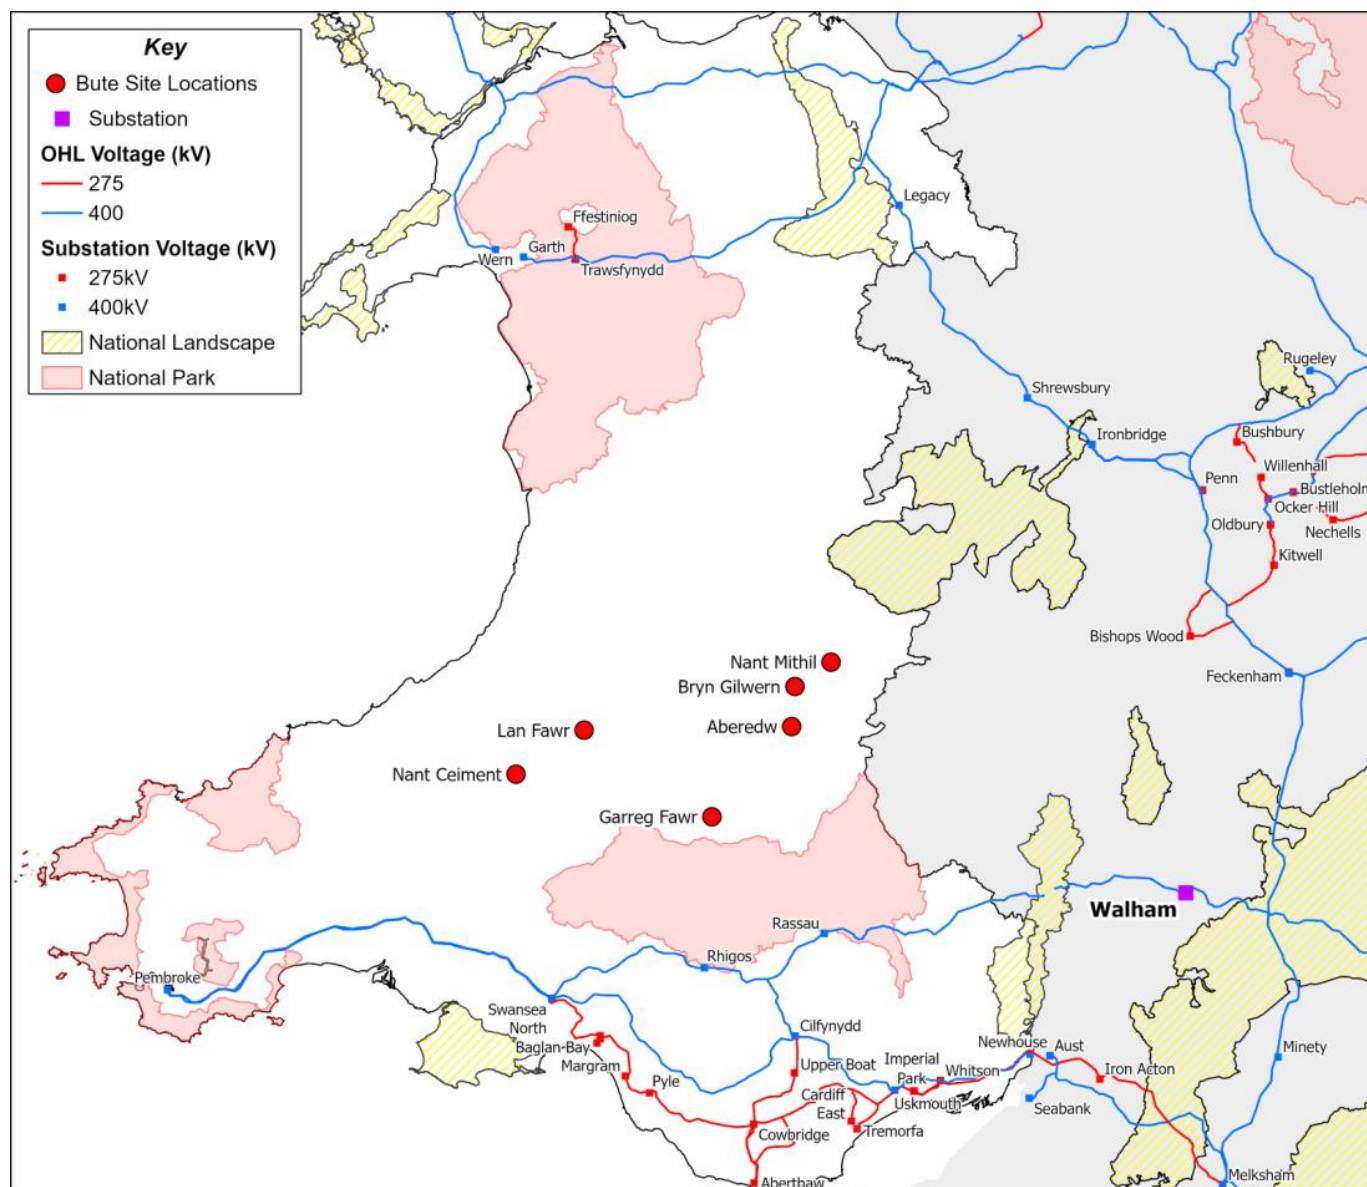 Key
Bute Site Locations
Substation
OHL Voltage (kV)
275
400
Substation Voltage (kV)
275kV
400kV
National Landscape
National Park
Legacy
Ffestiniog
Garth
Wern
Trawsfynydd
Rugeley
Shrewsbury
Ironbridge
Bushbury
Willenhall
Penn
Bustleholm
Ocker Hill
Oldbury
Nechells
Kitwell
Bishops Wood
Feckenham
Nant Mithil
Bryn Gilwern
Lan Fawr
Aberedw
Nant Ceiment
Garreg Fawr
Walham
Rassau
Rhigos
Pembroke
Swansea
North
Cilfynydd
Baglan-Bay
Margram
Upper Boat
Imperial
Park
Whitson
Newhouse
Aust
Minety
Iron Acton
Pyle
Cardiff
East
Uskmouth
Seabank
Cowbridge
Tremorfa
Aberthaw
Melksham